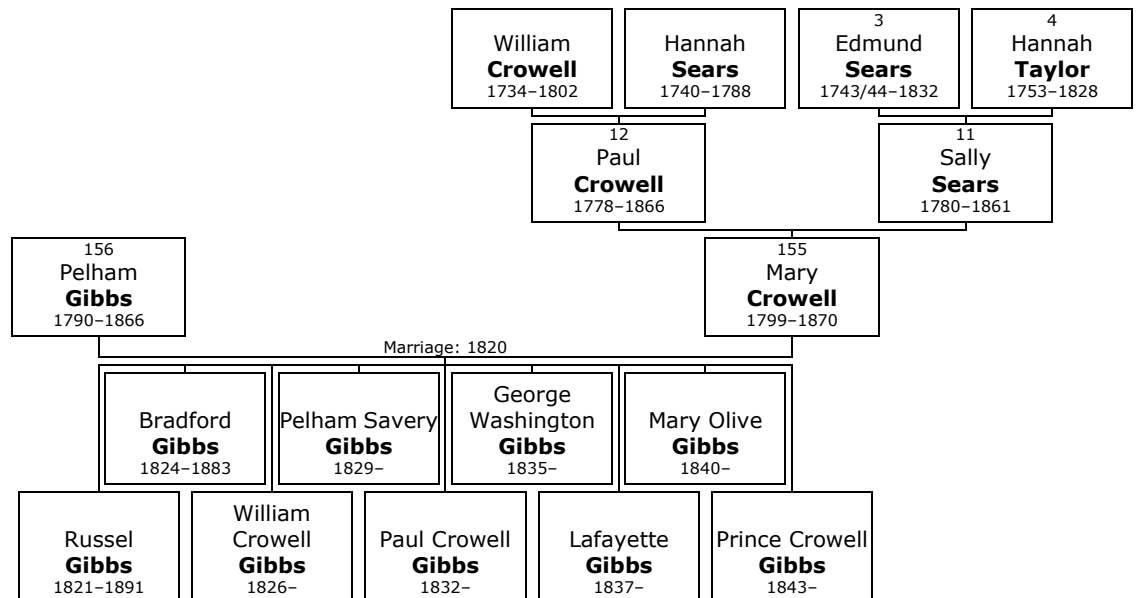 William
Crowell
1734–1802
Hannah
Sears
1740–1788
3
Edmund
Sears
1743/44–1832
4
Hannah
Taylor
1753–1828
12
Paul
Crowell
1778–1866
11
Sally
Sears
1780–1861
156
Pelham
Gibbs
1790–1866
155
Mary
Crowell
1799–1870
Marriage: 1820
Bradford
Gibbs
1824–1883
Pelham Savery
Gibbs
1829–
George
Washington
Gibbs
1835–
Mary Olive
Gibbs
1840–
Russel
Gibbs
1821–1891
William
Crowell
Gibbs
1826–
Paul Crowell
Gibbs
1832–
Lafayette
Gibbs
1837–
Prince Crowell
Gibbs
1843–